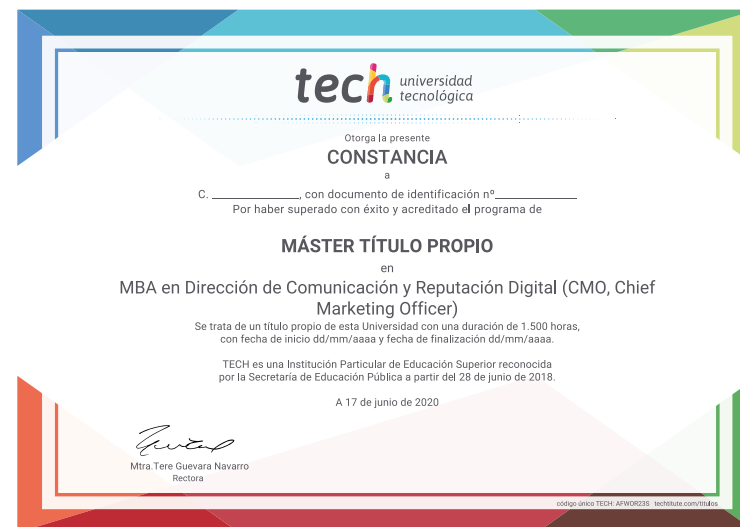 tech universidad
tecnológica
Otorga la presente
CONSTANCIA
a
C. ______________, con documento de identificación nº______________
Por haber superado con éxito y acreditado el programa de
MÁSTER TÍTULO PROPIO
en
MBA en Dirección de Comunicación y Reputación Digital (CMO, Chief
Marketing Officer)
Se trata de un título propio de esta Universidad con una duración de 1.500 horas,
con fecha de inicio dd/mm/aaaa y fecha de finalización dd/mm/aaaa.
TECH es una Institución Particular de Educación Superior reconocida
por la Secretaría de Educación Pública a partir del 28 de junio de 2018.
A 17 de junio de 2020
Mtra.Tere Guevara Navarro
Rectora
código único TECH: AFWOR23S techtitute.com/titulos